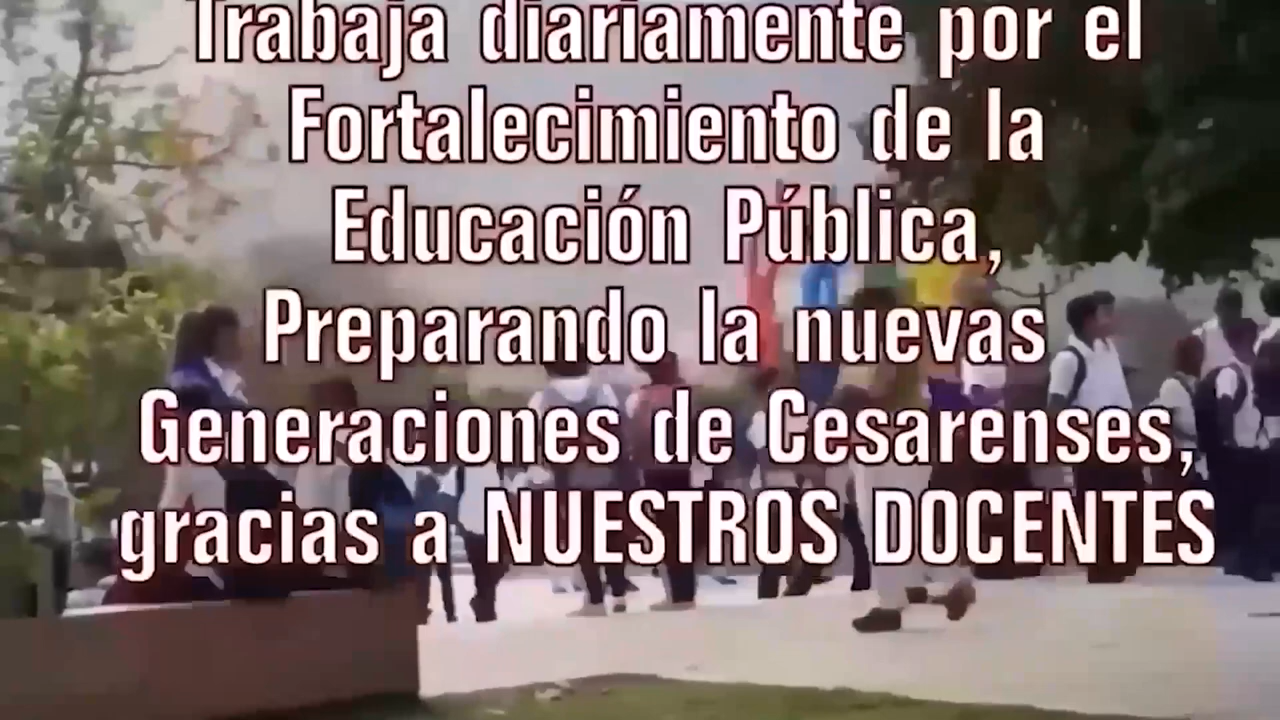 Trabaja diariamente por el
Fortalecimiento de la
Educación Pública,
Preparando la nuevas
Generaciones de Cesarenses,
gracias a NUESTROS DOCENTES